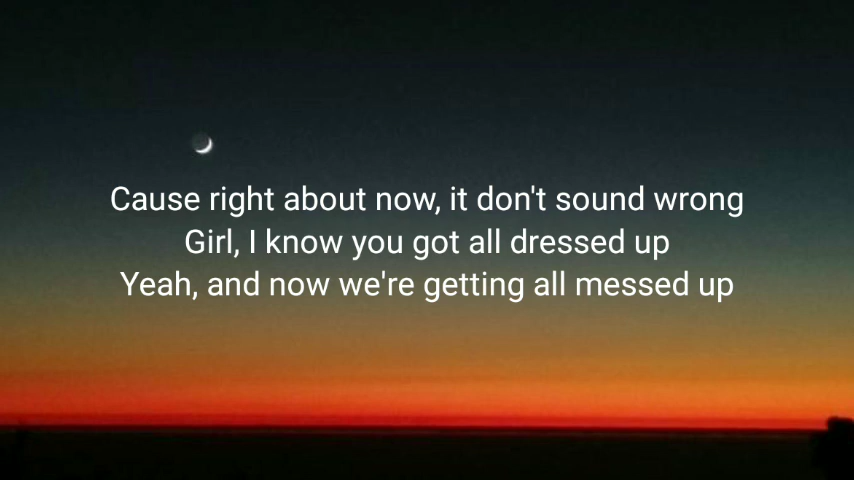 Cause right about now, it don't sound wrong
Girl, I know you got all dressed up
Yeah, and now we're getting all messed up